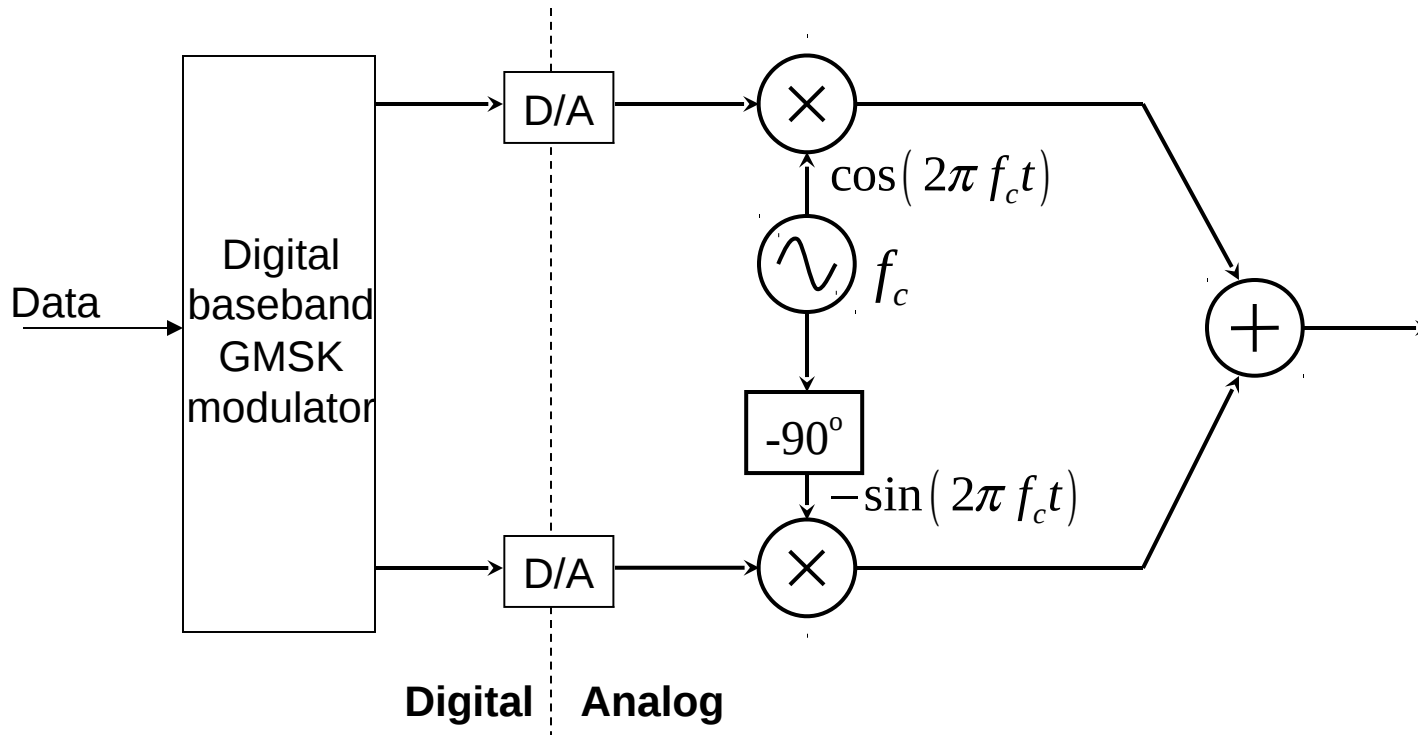 D/A
cos( 2π f_c t )
Digital
baseband
GMSK
modulator
Data
f_c
-90°
−sin( 2π f_c t )
D/A
Digital Analog